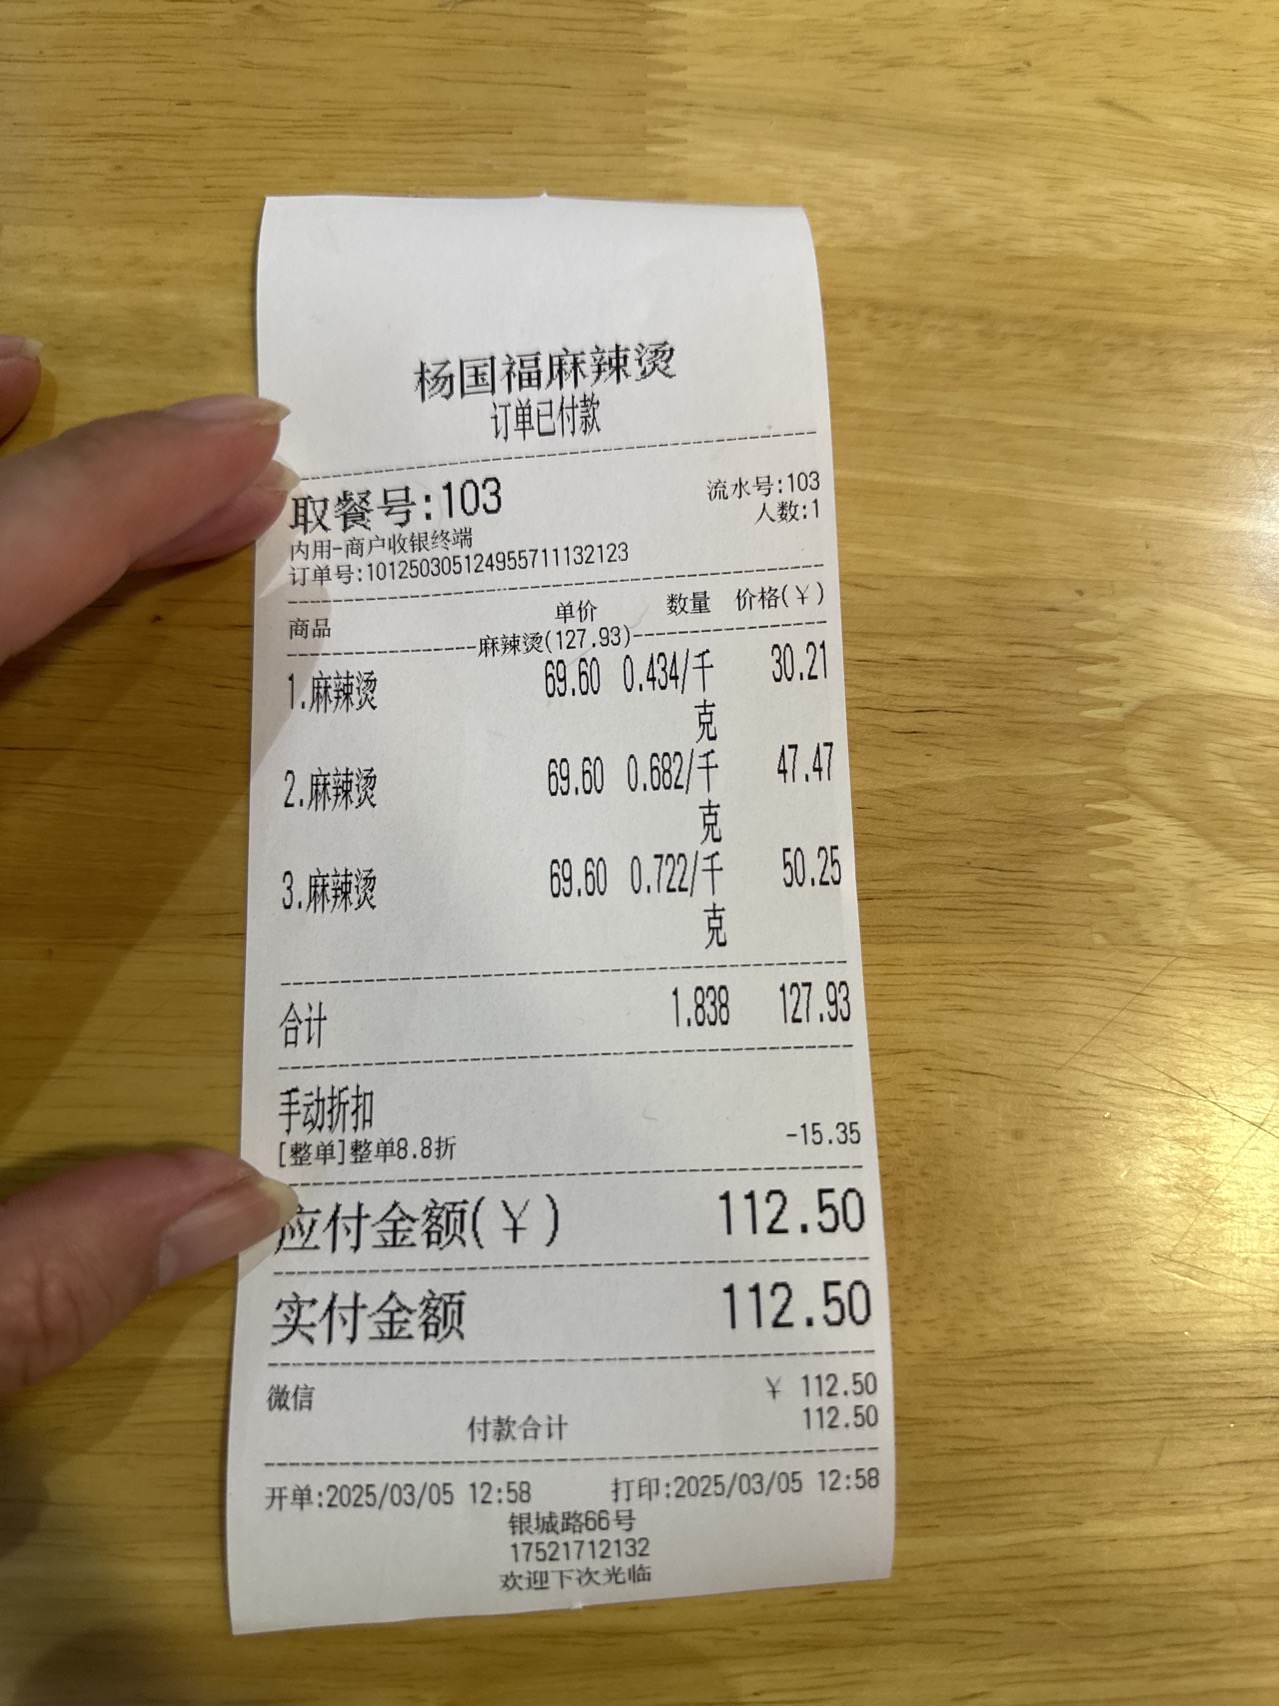 杨国福麻辣烫
订单已付款
取餐号:103 流水号:103
人数:1
内用-商户收银终端
订单号:101250305124955711132123
商品 单价 数量 价格(￥)
麻辣烫(127.93)
1.麻辣烫 69.60 0.434/千克 30.21
2.麻辣烫 69.60 0.682/千克 47.47
3.麻辣烫 69.60 0.722/千克 50.25
合计 1.838 127.93
手动折扣
[整单]整单8.8折 -15.35
应付金额(￥) 112.50
实付金额 112.50
微信 ￥ 112.50
付款合计 112.50
开单:2025/03/05 12:58 打印:2025/03/05 12:58
银城路66号
17521712132
欢迎下次光临